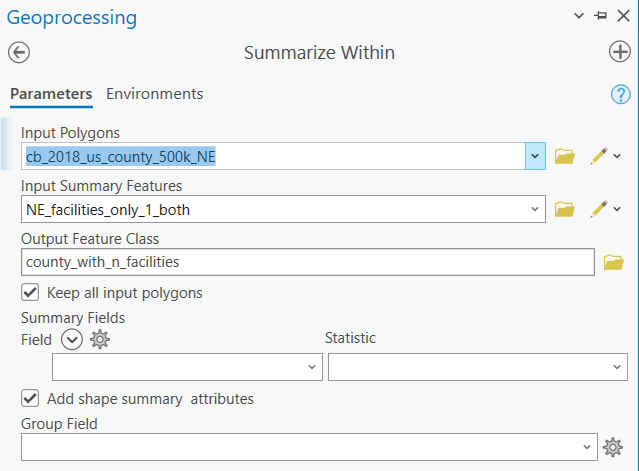 Geoprocessing
Summarize Within
Parameters Environments
?
Input Polygons
cb_2018_us_county_500k_NE
Input Summary Features
NE_facilities_only_1_both
Output Feature Class
county_with_n_facilities
Keep all input polygons
Summary Fields
Field Statistic
Add shape summary attributes
Group Field